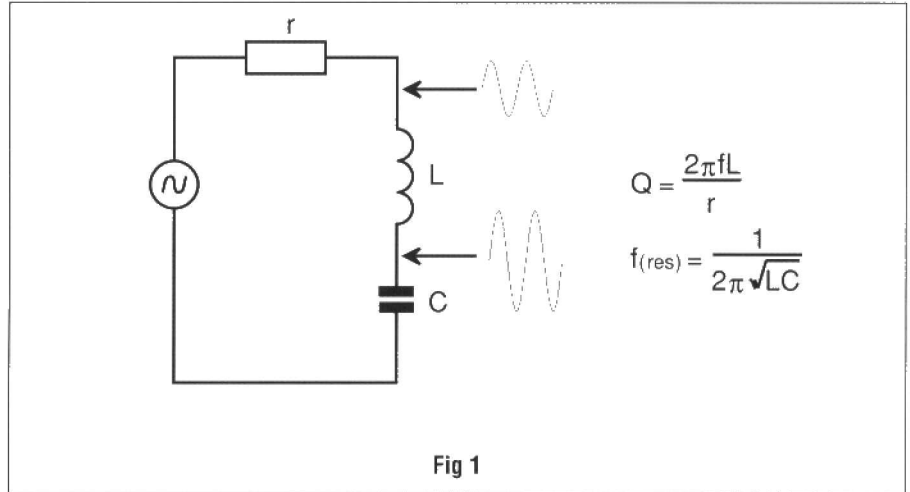 r
L
C
Q = 2πfL / r
f(res) = 1 / 2π√LC
Fig 1